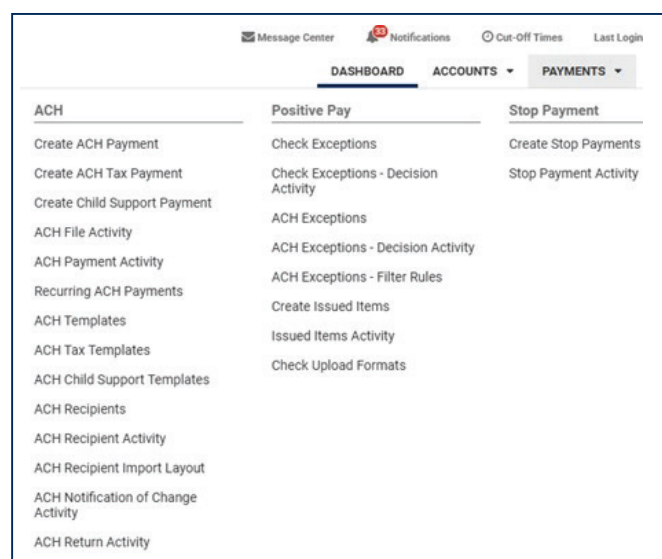 Message Center 33 Notifications Cut-Off Times Last Login
DASHBOARD ACCOUNTS PAYMENTS
ACH
Create ACH Payment
Create ACH Tax Payment
Create Child Support Payment
ACH File Activity
ACH Payment Activity
Recurring ACH Payments
ACH Templates
ACH Tax Templates
ACH Child Support Templates
ACH Recipients
ACH Recipient Activity
ACH Recipient Import Layout
ACH Notification of Change
Activity
ACH Return Activity
Positive Pay
Check Exceptions
Check Exceptions - Decision
Activity
ACH Exceptions
ACH Exceptions - Decision Activity
ACH Exceptions - Filter Rules
Create Issued Items
Issued Items Activity
Check Upload Formats
Stop Payment
Create Stop Payments
Stop Payment Activity